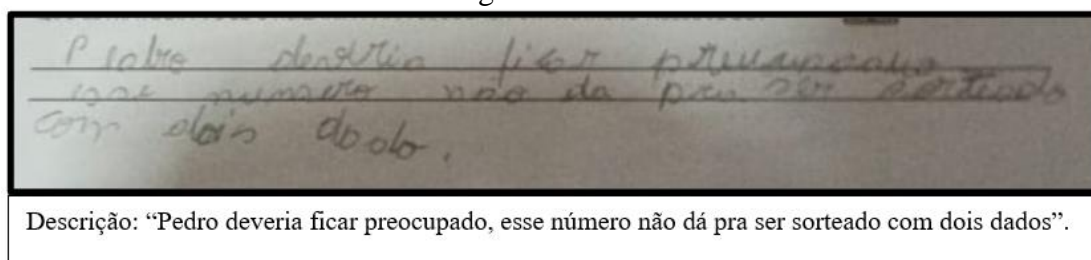 Pedro deveria ficar preucupado
esse numero não da pra ser sorteado
com dois dado.
Descrição: “Pedro deveria ficar preocupado, esse número não dá pra ser sorteado com dois dados”.